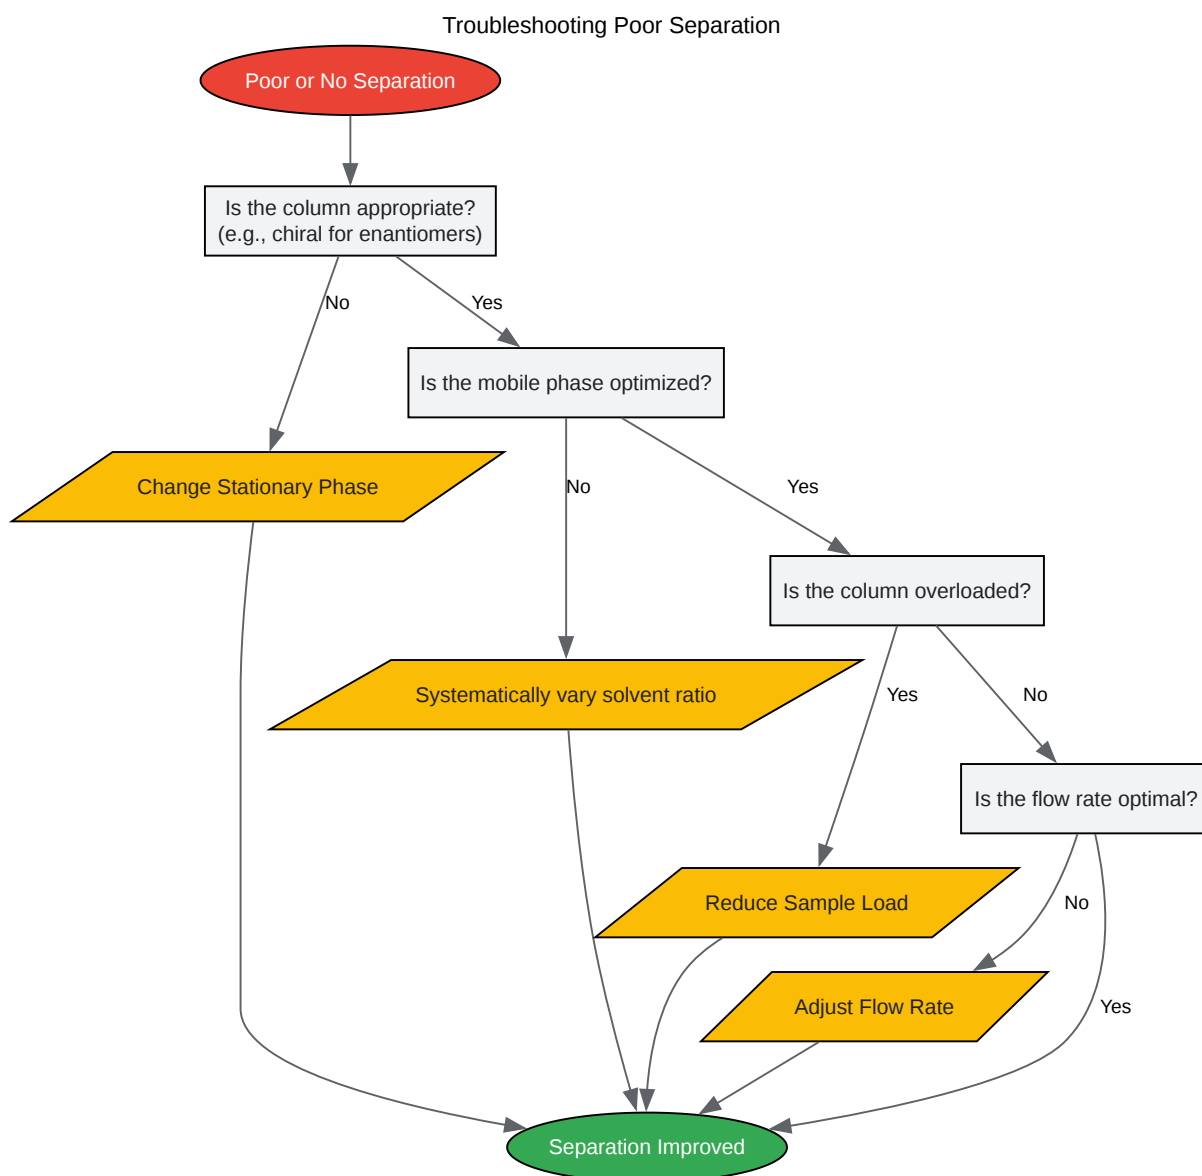 Troubleshooting Poor Separation
Poor or No Separation
Is the column appropriate?
(e.g., chiral for enantiomers)
No
Yes
Is the mobile phase optimized?
Change Stationary Phase
No
Yes
Is the column overloaded?
Systematically vary solvent ratio
Yes
No
Is the flow rate optimal?
Reduce Sample Load
No
Adjust Flow Rate
Yes
Separation Improved